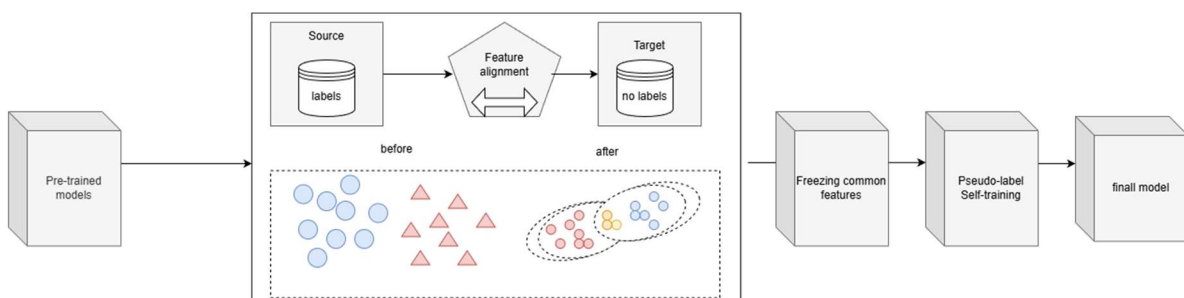 Pre-trained
models
Source
labels
Feature
alignment
Target
no labels
before
after
Freezing common
features
Pseudo-label
Self-training
finall model